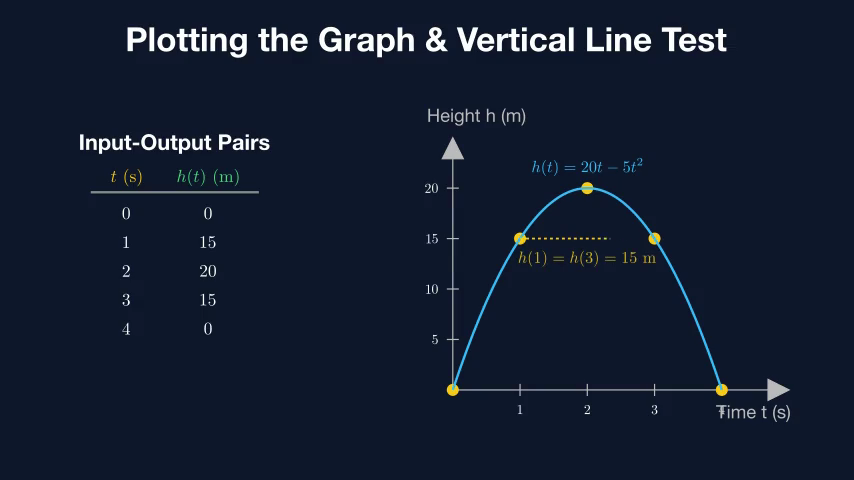 Plotting the Graph & Vertical Line Test
Input-Output Pairs
t (s) h(t) (m)
0 0
1 15
2 20
3 15
4 0
Height h (m)
h(t) = 20t − 5t²
20
15
h(1) = h(3) = 15 m
10
5
1 2 3
Time t (s)